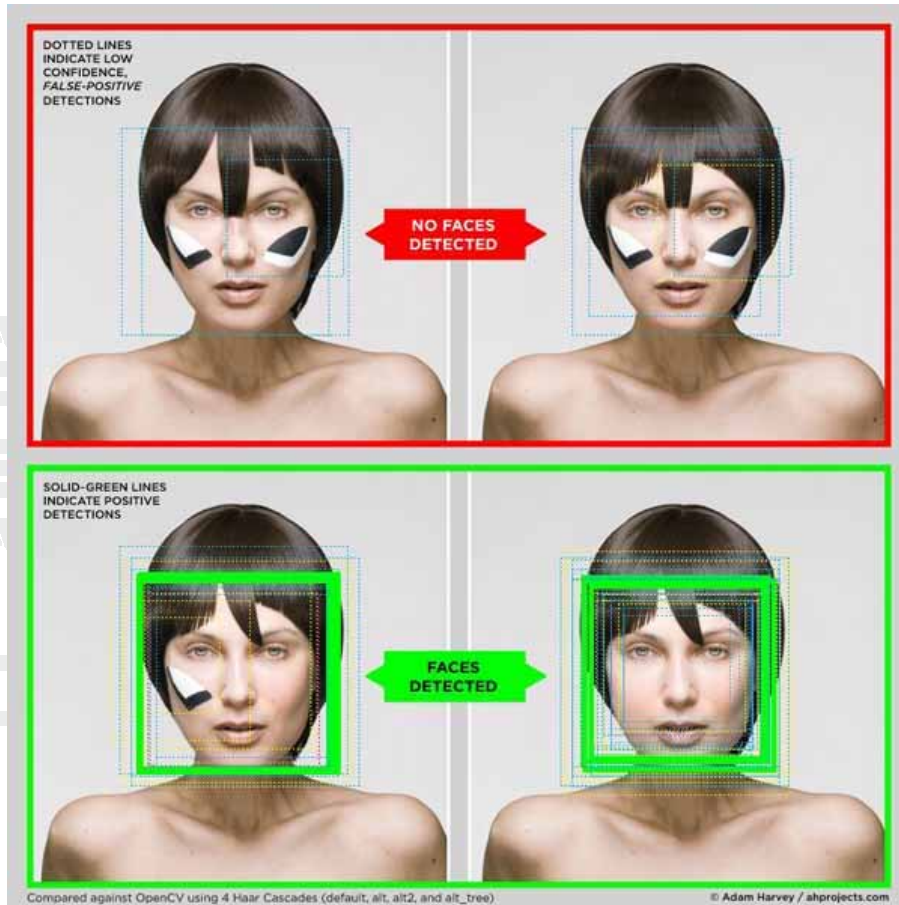 DOTTED LINES
INDICATE LOW
CONFIDENCE,
FALSE-POSITIVE
DETECTIONS
NO FACES
DETECTED
SOLID-GREEN LINES
INDICATE POSITIVE
DETECTIONS
FACES
DETECTED
Compared against OpenCV using 4 Haar Cascades (default, alt, alt2, and alt_tree)
© Adam Harvey / ahprojects.com